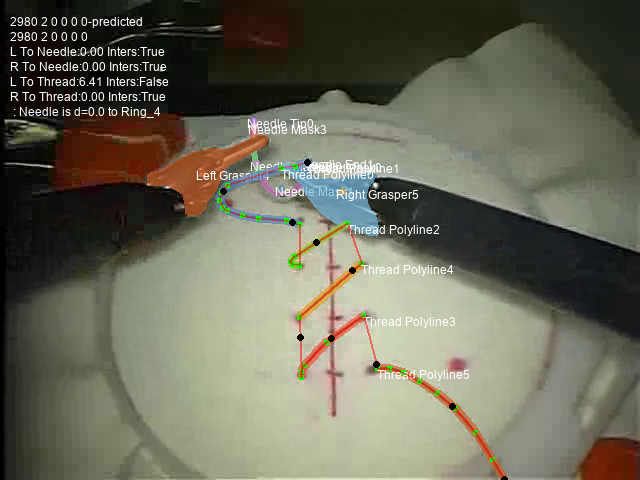 2980 2 0 0 0 0-predicted
2980 2 0 0 0 0
L To Needle:0.00 Inters:True
R To Needle:0.00 Inters:True
L To Thread:6.41 Inters:False
R To Thread:0.00 Inters:True
: Needle is d=0.0 to Ring_4
Needle Tip0
Needle Mask3
Thread Polyline0
Right Grasper5
Thread Polyline2
Thread Polyline4
Thread Polyline3
Thread Polyline5